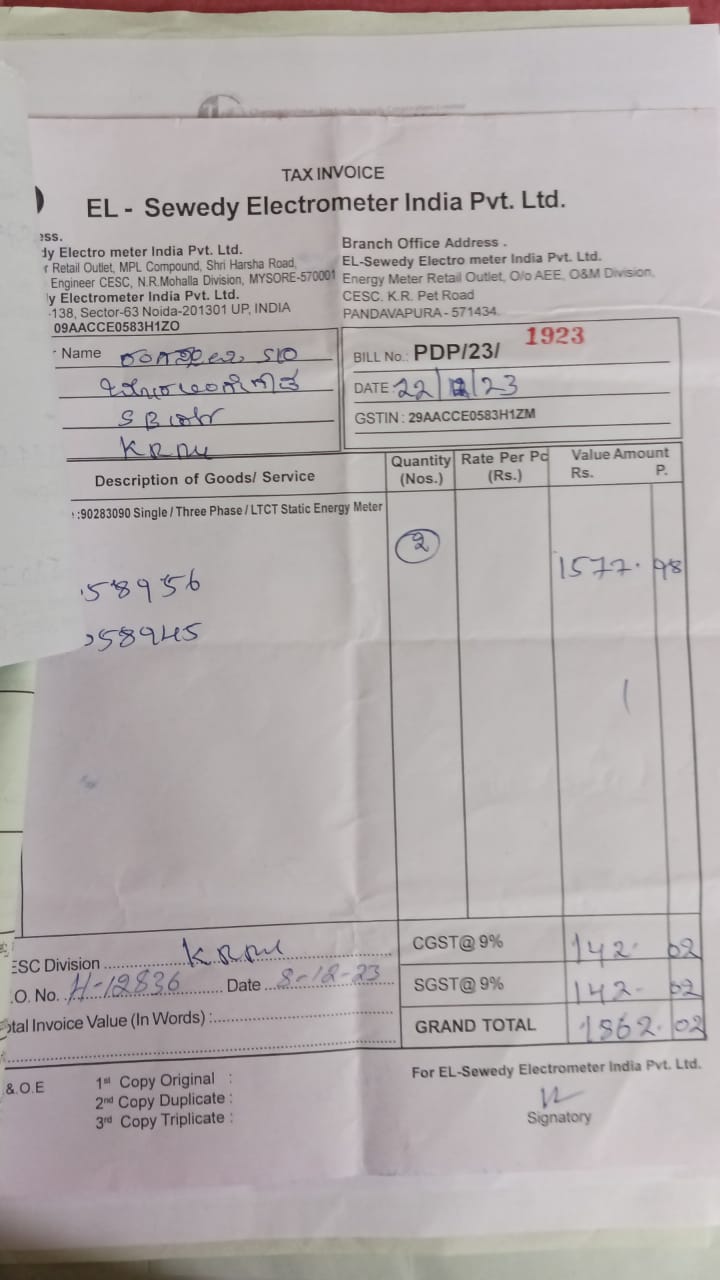 TAX INVOICE
EL - Sewedy Electrometer India Pvt. Ltd.
ess.
dy Electro meter India Pvt. Ltd.
r Retail Outlet, MPL Compound, Shri Harsha Road,
Engineer CESC, N.R.Mohalla Division, MYSORE-570001
y Electrometer India Pvt. Ltd.
-138, Sector-63 Noida-201301 UP, INDIA
09AACCE0583H1ZO
Branch Office Address .
EL-Sewedy Electro meter India Pvt. Ltd.
Energy Meter Retail Outlet, O/o AEE, O&M Division,
CESC. K.R. Pet Road
PANDAVAPURA - 571434.
Name S/O
KRPU
BILL No.: PDP/23/ 1923
DATE 22/12/23
GSTIN : 29AACCE0583H1ZM
Description of Goods/ Service Quantity (Nos.) Rate Per Pc (Rs.) Value Amount Rs. P.
:90283090 Single / Three Phase / LTCT Static Energy Meter
2 1577.98
58956
58945
ESC Division KRPU
.O. No. H-12836 Date 8-12-23
otal Invoice Value (In Words) :
CGST@ 9% 142. 02
SGST@ 9% 142- 02
GRAND TOTAL 1862.02
.& .O.E
1st Copy Original :
2nd Copy Duplicate :
3rd Copy Triplicate :
For EL-Sewedy Electrometer India Pvt. Ltd.
Signatory